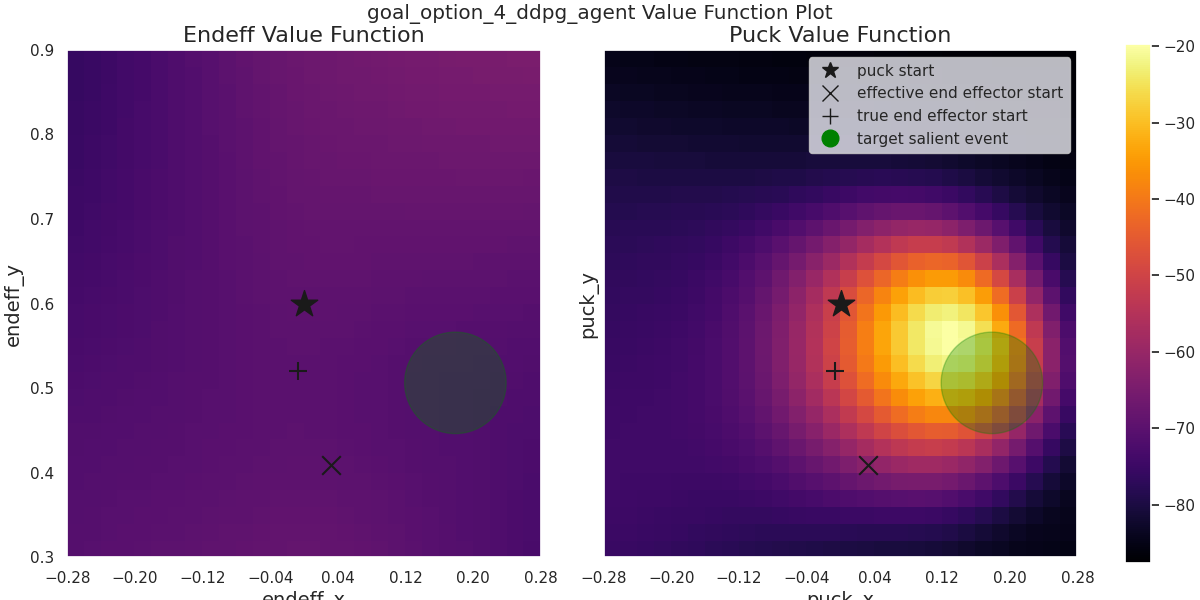 goal_option_4_ddpg_agent Value Function Plot
Endeff Value Function
Puck Value Function
puck start
effective end effector start
true end effector start
target salient event
endeff_y
0.9
0.8
0.7
0.6
0.5
0.4
0.3
−0.28 −0.20 −0.12 −0.04 0.04 0.12 0.20 0.28
endeff_x
puck_y
−0.28 −0.20 −0.12 −0.04 0.04 0.12 0.20 0.28
puck_x
−20
−30
−40
−50
−60
−70
−80